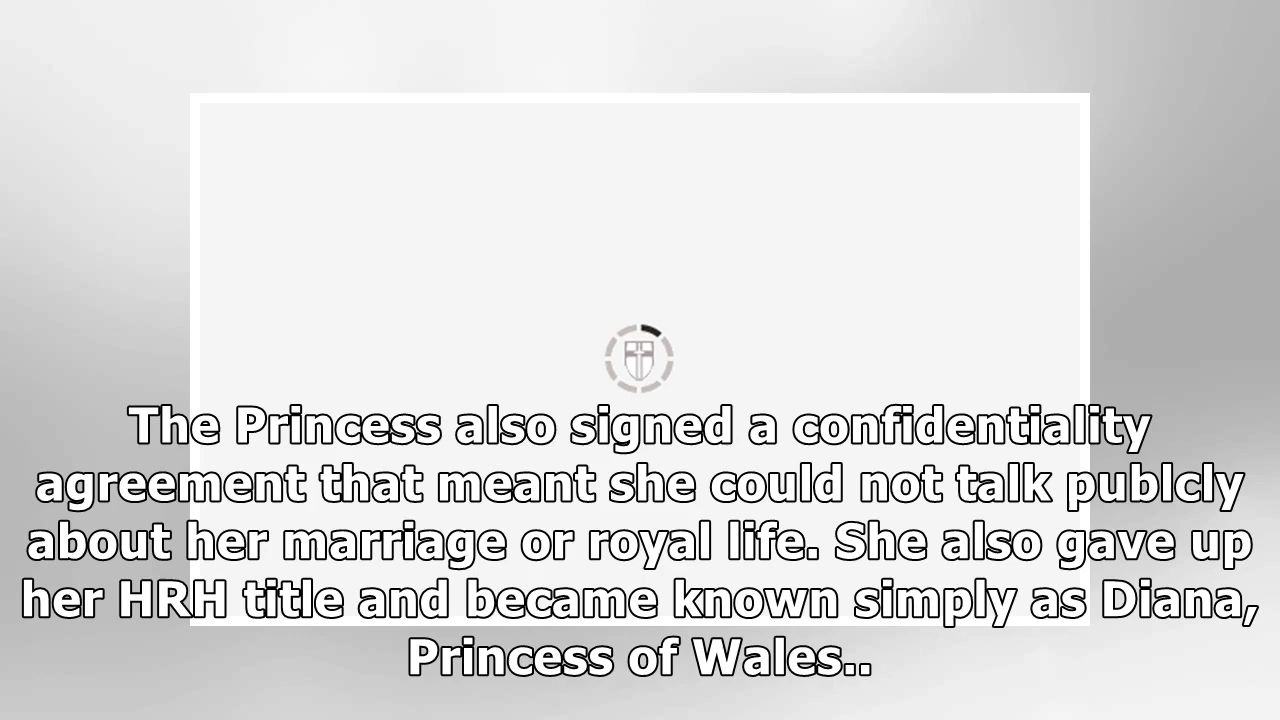 The Princess also signed a confidentiality
agreement that meant she could not talk publcly
about her marriage or royal life. She also gave up
her HRH title and became known simply as Diana,
Princess of Wales..